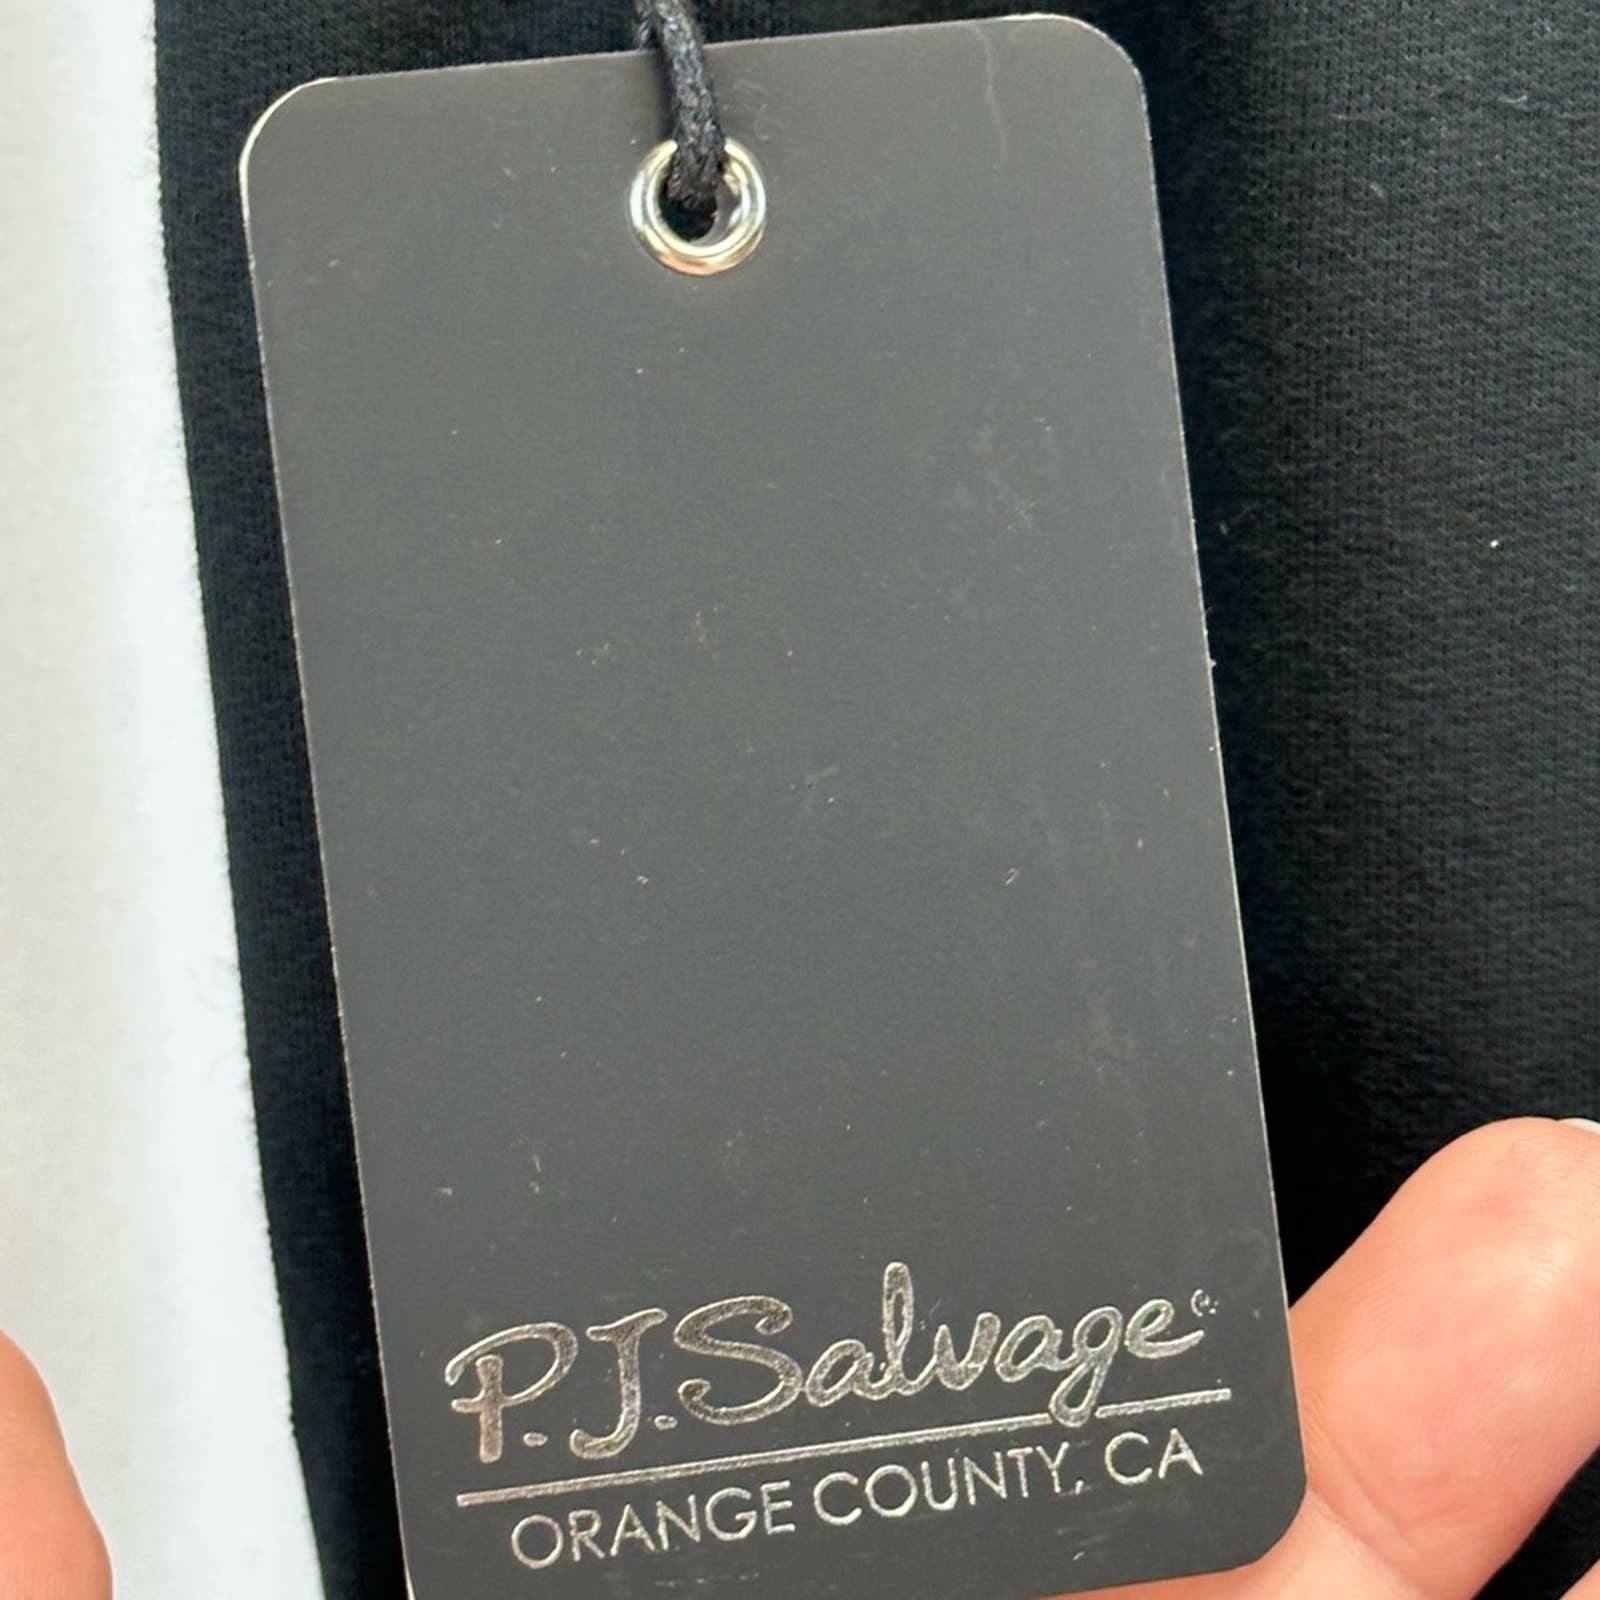 P.J. Salvage®
ORANGE COUNTY, CA